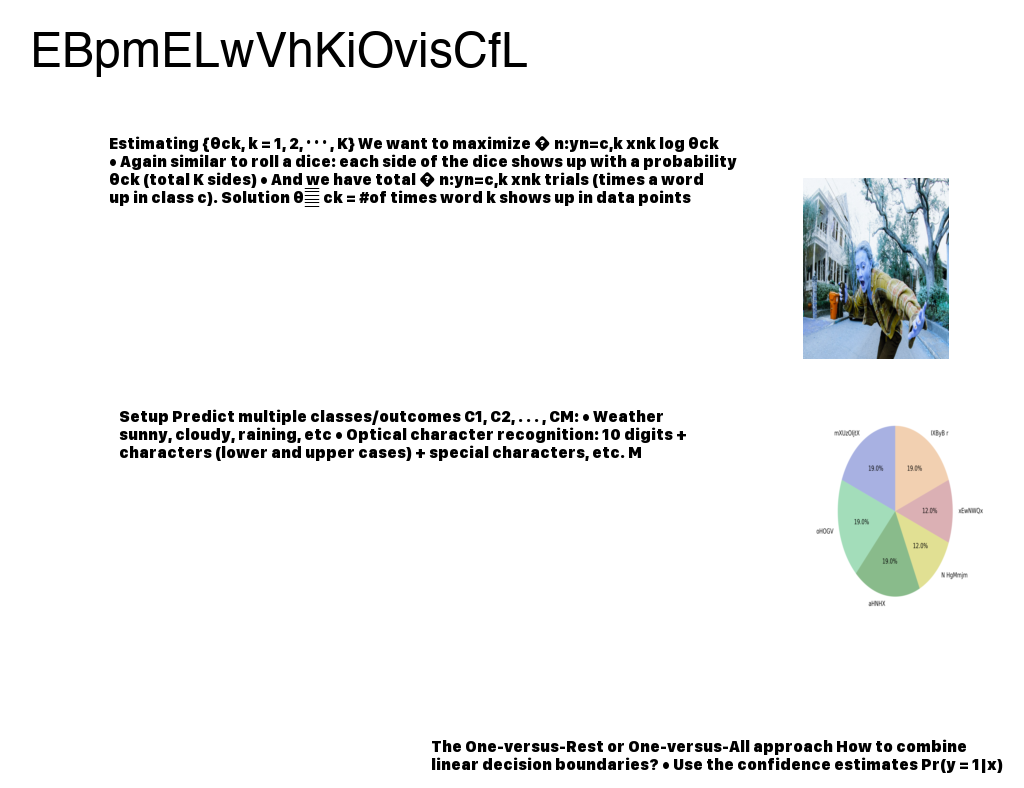 EBpmELwVhKiOvisCfL
Estimating {θck, k = 1, 2, · · · , K} We want to maximize � n:yn=c,k xnk log θck
• Again similar to roll a dice: each side of the dice shows up with a probability
θck (total K sides) • And we have total � n:yn=c,k xnk trials (times a word
up in class c). Solution θ ck = #of times word k shows up in data points
Setup Predict multiple classes/outcomes C1, C2, . . . , CM: • Weather
sunny, cloudy, raining, etc • Optical character recognition: 10 digits +
characters (lower and upper cases) + special characters, etc. M
mXUzOljtX
IXByB r
19.0%
19.0%
12.0%
xEwNWQx
19.0%
oHOGV
12.0%
19.0%
N HgMmjm
aHNHX
The One-versus-Rest or One-versus-All approach How to combine
linear decision boundaries? • Use the confidence estimates Pr(y = 1|x)